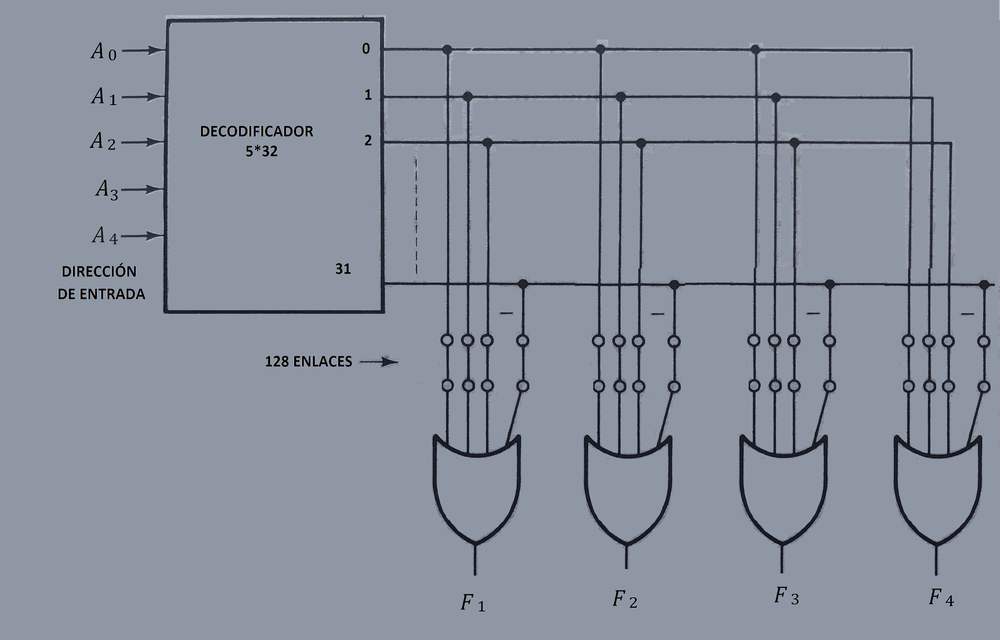 A0
A1
A2
A3
A4
DIRECCIÓN
DE ENTRADA
DECODIFICADOR
5*32
0
1
2
31
128 ENLACES
F1
F2
F3
F4